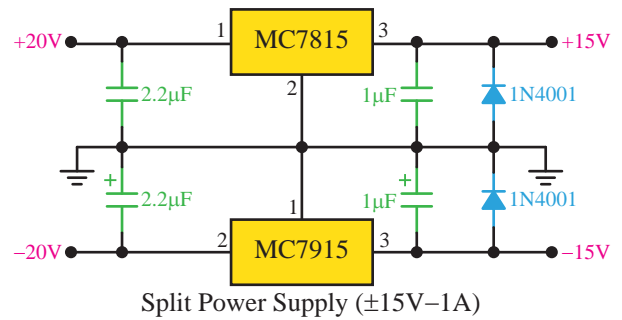 +20V 1 MC7815 3 +15V
2
2.2μF 1μF 1N4001
+ +
2.2μF 1μF 1N4001
1
−20V 2 MC7915 3 −15V
Split Power Supply (±15V−1A)